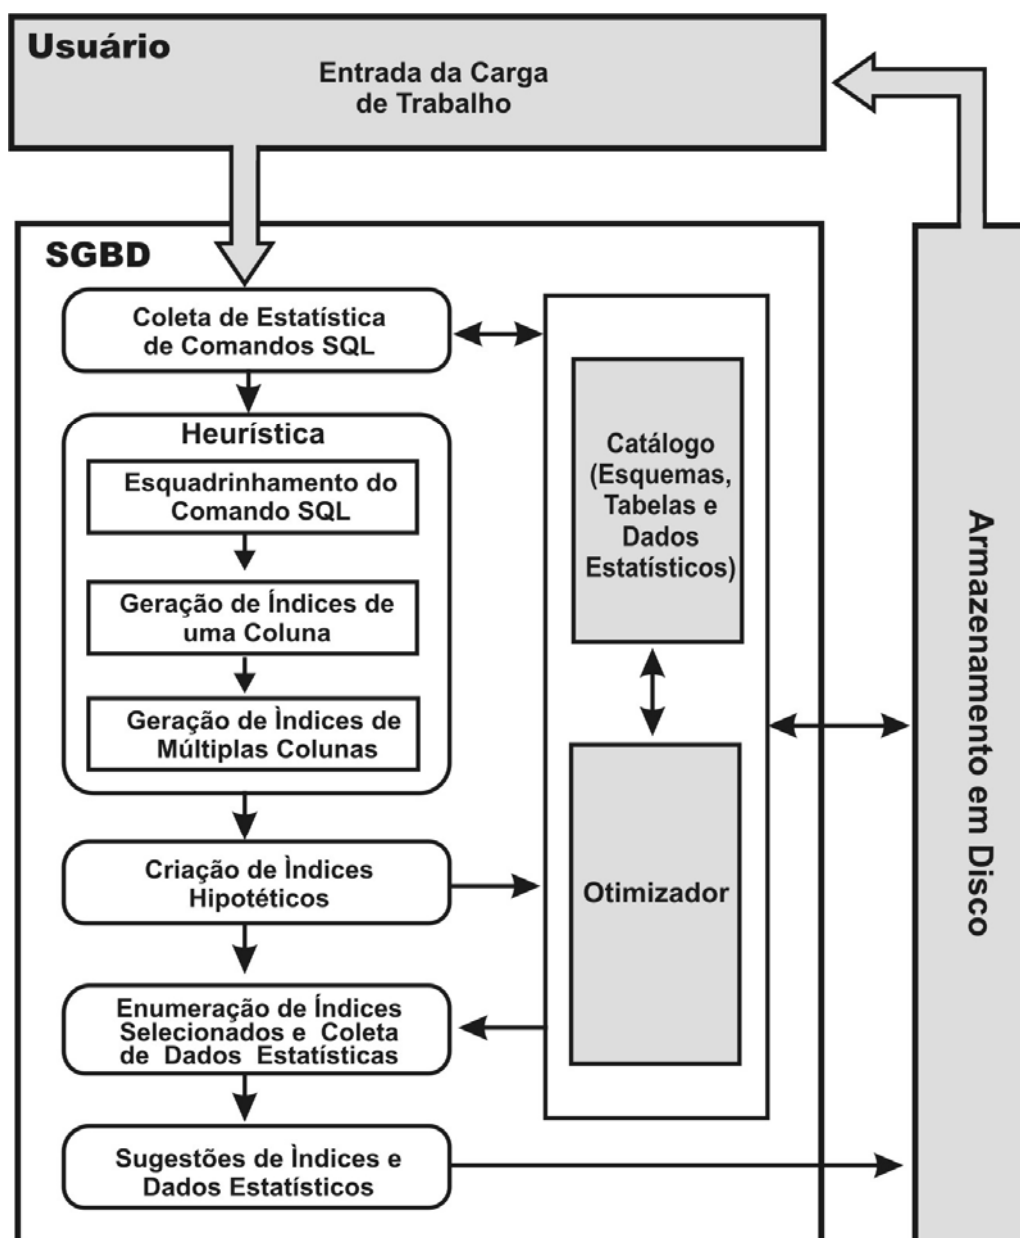 Usuário
Entrada da Carga
de Trabalho
SGBD
Coleta de Estatística
de Comandos SQL
Heurística
Esquadrinhamento do
Comando SQL
Geração de Índices de
uma Coluna
Geração de Ìndices de
Múltiplas Colunas
Criação de Ìndices
Hipotéticos
Enumeração de Índices
Selecionados e Coleta
de Dados Estatísticas
Sugestões de Ìndices e
Dados Estatísticos
Catálogo
(Esquemas,
Tabelas e
Dados
Estatísticos)
Otimizador
Armazenamento em Disco